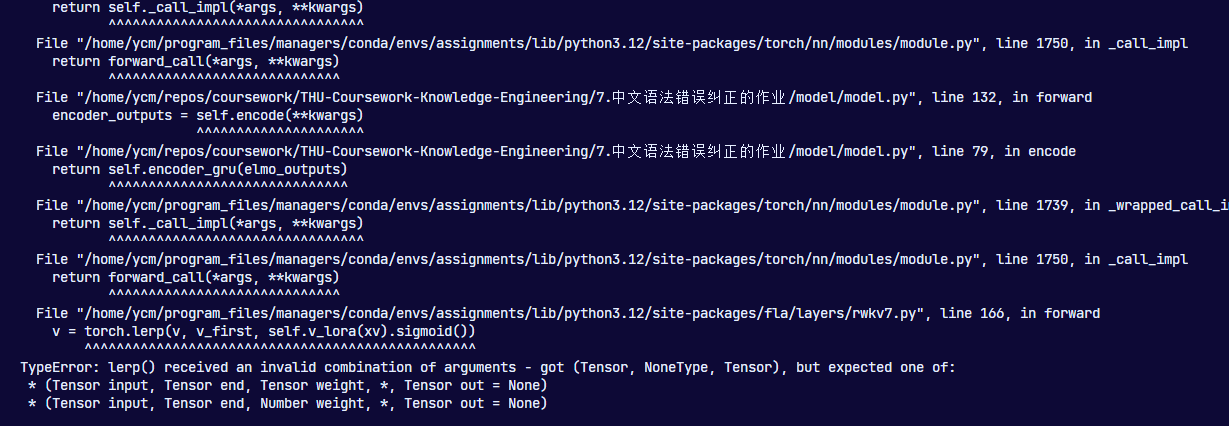 return self._call_impl(*args, **kwargs)
^^^^^^^^^^^^^^^^^^^^^^^^^^^^^^^^
File "/home/ycm/program_files/managers/conda/envs/assignments/lib/python3.12/site-packages/torch/nn/modules/module.py", line 1750, in _call_impl
return forward_call(*args, **kwargs)
^^^^^^^^^^^^^^^^^^^^^^^^^^^^^
File "/home/ycm/repos/coursework/THU-Coursework-Knowledge-Engineering/7.中文语法错误纠正的作业/model/model.py", line 132, in forward
encoder_outputs = self.encode(**kwargs)
^^^^^^^^^^^^^^^^^^^^^
File "/home/ycm/repos/coursework/THU-Coursework-Knowledge-Engineering/7.中文语法错误纠正的作业/model/model.py", line 79, in encode
return self.encoder_gru(elmo_outputs)
^^^^^^^^^^^^^^^^^^^^^^^^^^^^^^
File "/home/ycm/program_files/managers/conda/envs/assignments/lib/python3.12/site-packages/torch/nn/modules/module.py", line 1739, in _wrapped_call_i
return self._call_impl(*args, **kwargs)
^^^^^^^^^^^^^^^^^^^^^^^^^^^^^^^^
File "/home/ycm/program_files/managers/conda/envs/assignments/lib/python3.12/site-packages/torch/nn/modules/module.py", line 1750, in _call_impl
return forward_call(*args, **kwargs)
^^^^^^^^^^^^^^^^^^^^^^^^^^^^^
File "/home/ycm/program_files/managers/conda/envs/assignments/lib/python3.12/site-packages/fla/layers/rwkv7.py", line 166, in forward
v = torch.lerp(v, v_first, self.v_lora(xv).sigmoid())
^^^^^^^^^^^^^^^^^^^^^^^^^^^^^^^^^^^^^^^^^^^^^^^^^
TypeError: lerp() received an invalid combination of arguments - got (Tensor, NoneType, Tensor), but expected one of:
* (Tensor input, Tensor end, Tensor weight, *, Tensor out = None)
* (Tensor input, Tensor end, Number weight, *, Tensor out = None)